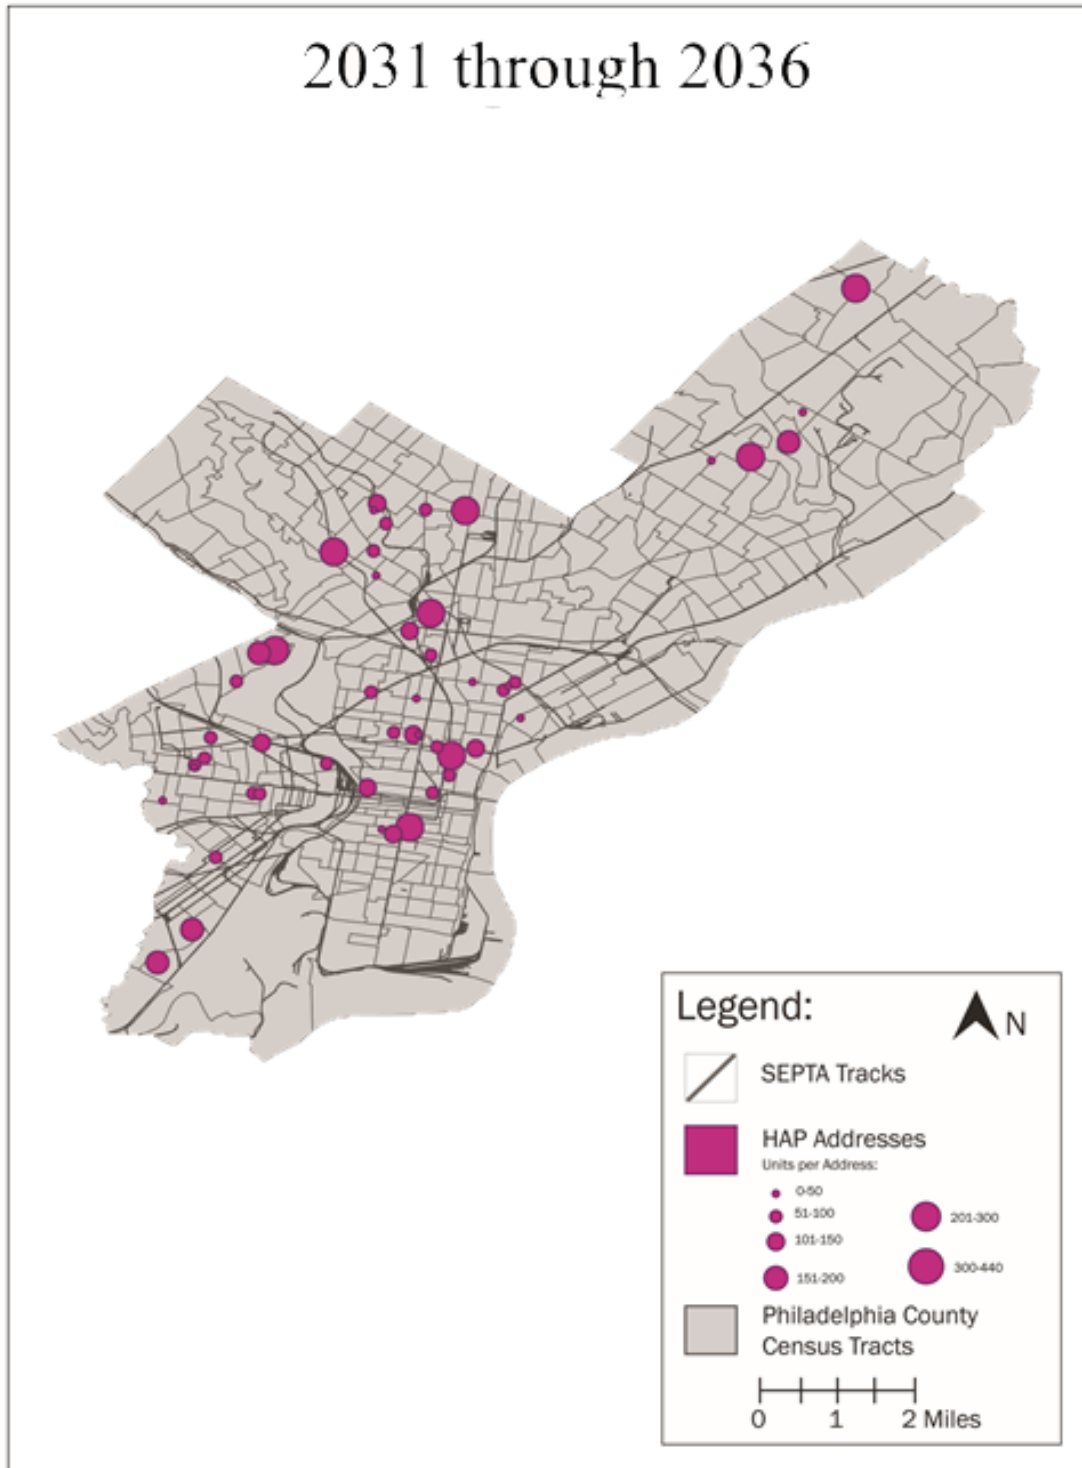 2031 through 2036
Legend:
N
SEPTA Tracks
HAP Addresses
Units per Address:
0-50
51-100
101-150
151-200
201-300
300-440
Philadelphia County
Census Tracts
0 1 2 Miles